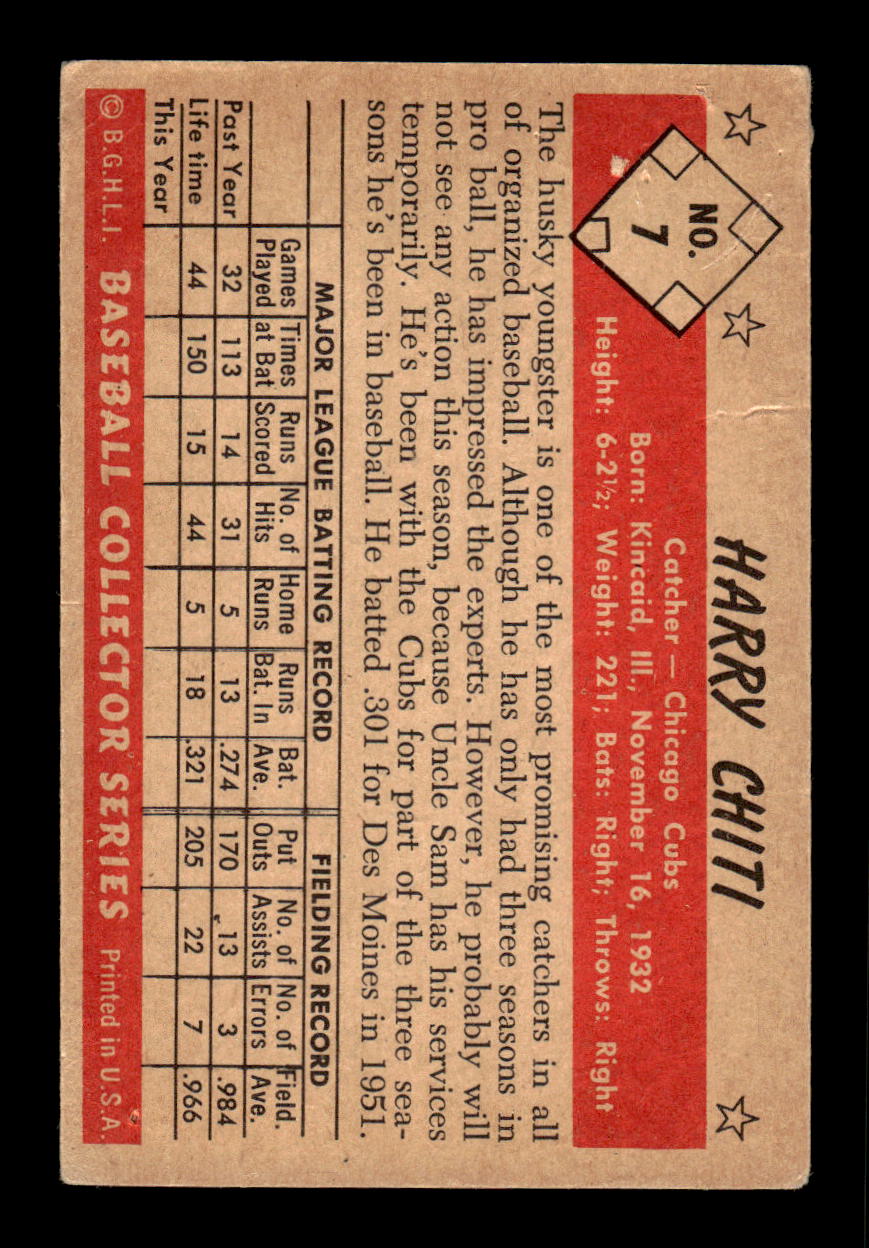 HARRY CHITI
NO.
7
Catcher — Chicago Cubs
Born: Kincaid, Ill., November 16, 1932
Height: 6-2½; Weight: 221; Bats: Right; Throws: Right
The husky youngster is one of the most promising catchers in all
of organized baseball. Although he has only had three seasons in
pro ball, he has impressed the experts. However, he probably will
not see any action this season, because Uncle Sam has his services
temporarily. He's been with the Cubs for part of the three sea-
sons he's been in baseball. He batted .301 for Des Moines in 1951.
MAJOR LEAGUE BATTING RECORD FIELDING RECORD
Games Times Runs No. of Home Runs Bat. Put No. of No. of Field.
Played at Bat Scored Hits Runs Bat. In Ave. Outs Assists Errors Ave.
Past Year 32 113 14 31 5 13 .274 170 13 3 .984
Life time 44 150 15 44 5 18 .321 205 22 7 .966
This Year
© B.G.H.L.I. BASEBALL COLLECTOR SERIES Printed in U.S.A.